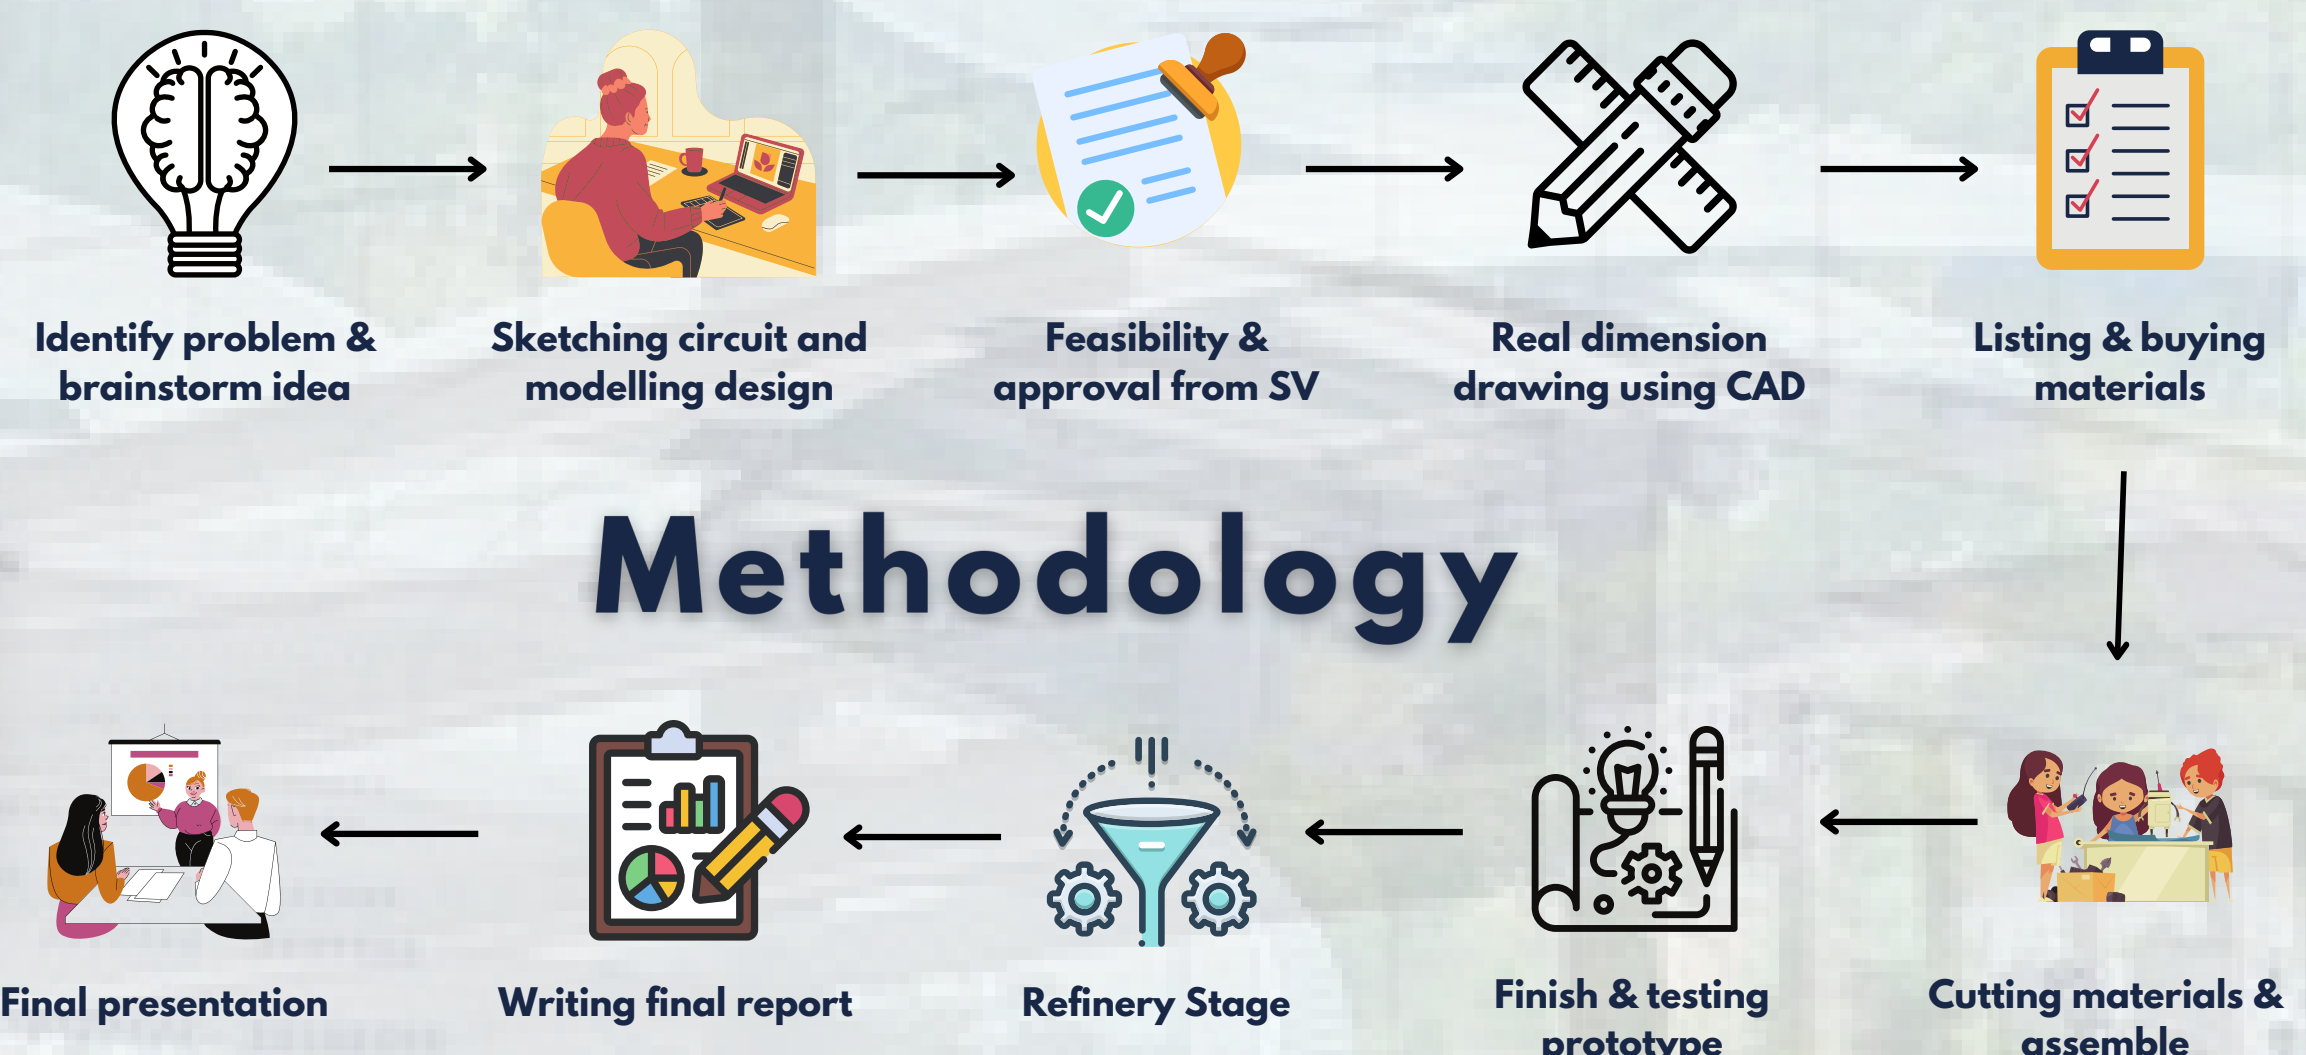 Identify problem &
brainstorm idea
Sketching circuit and
modelling design
Feasibility &
approval from SV
Real dimension
drawing using CAD
Listing & buying
materials
Methodology
Final presentation
Writing final report
Refinery Stage
Finish & testing
prototype
Cutting materials &
assemble